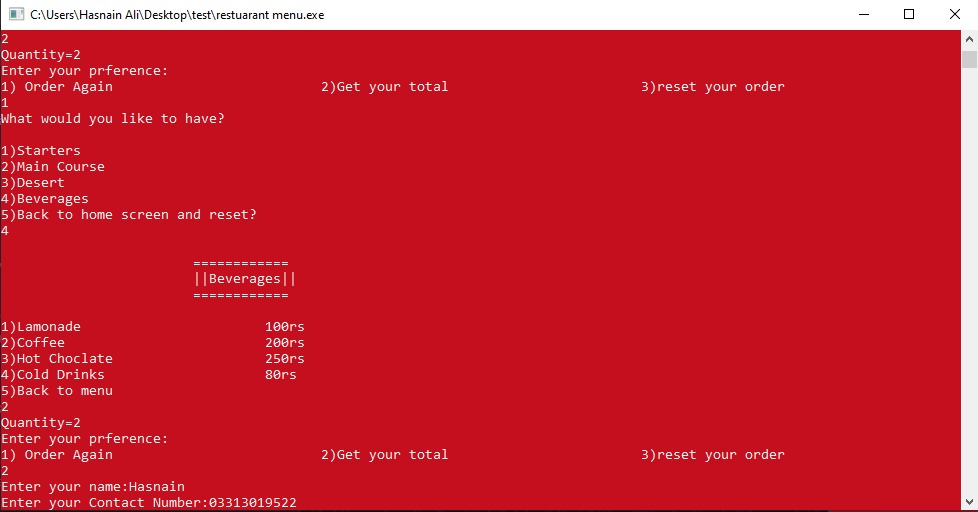 C:\Users\Hasnain Ali\Desktop\test\restuarant menu.exe
2
Quantity=2
Enter your prference:
1) Order Again 2)Get your total 3)reset your order
1
What would you like to have?
1)Starters
2)Main Course
3)Desert
4)Beverages
5)Back to home screen and reset?
4
============
||Beverages||
============
1)Lamonade 100rs
2)Coffee 200rs
3)Hot Choclate 250rs
4)Cold Drinks 80rs
5)Back to menu
2
Quantity=2
Enter your prference:
1) Order Again 2)Get your total 3)reset your order
2
Enter your name:Hasnain
Enter your Contact Number:03313019522